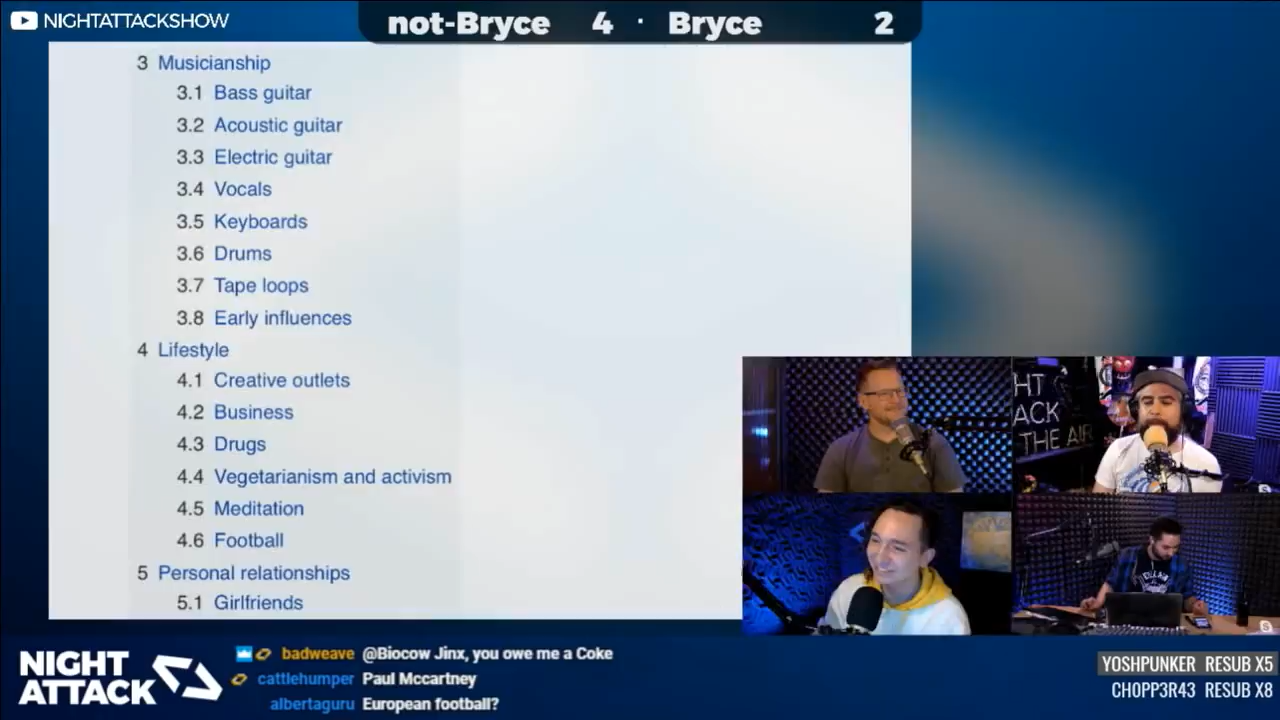 NIGHTATTACKSHOW
not-Bryce 4 · Bryce 2
3 Musicianship
3.1 Bass guitar
3.2 Acoustic guitar
3.3 Electric guitar
3.4 Vocals
3.5 Keyboards
3.6 Drums
3.7 Tape loops
3.8 Early influences
4 Lifestyle
4.1 Creative outlets
4.2 Business
4.3 Drugs
4.4 Vegetarianism and activism
4.5 Meditation
4.6 Football
5 Personal relationships
5.1 Girlfriends
HT
ACK
THE AIR
NIGHT
ATTACK
badweave @Biocow Jinx, you owe me a Coke
cattlehumper Paul Mccartney
albertaguru European football?
YOSHPUNKER RESUB X5
CHOPP3R43 RESUB X8